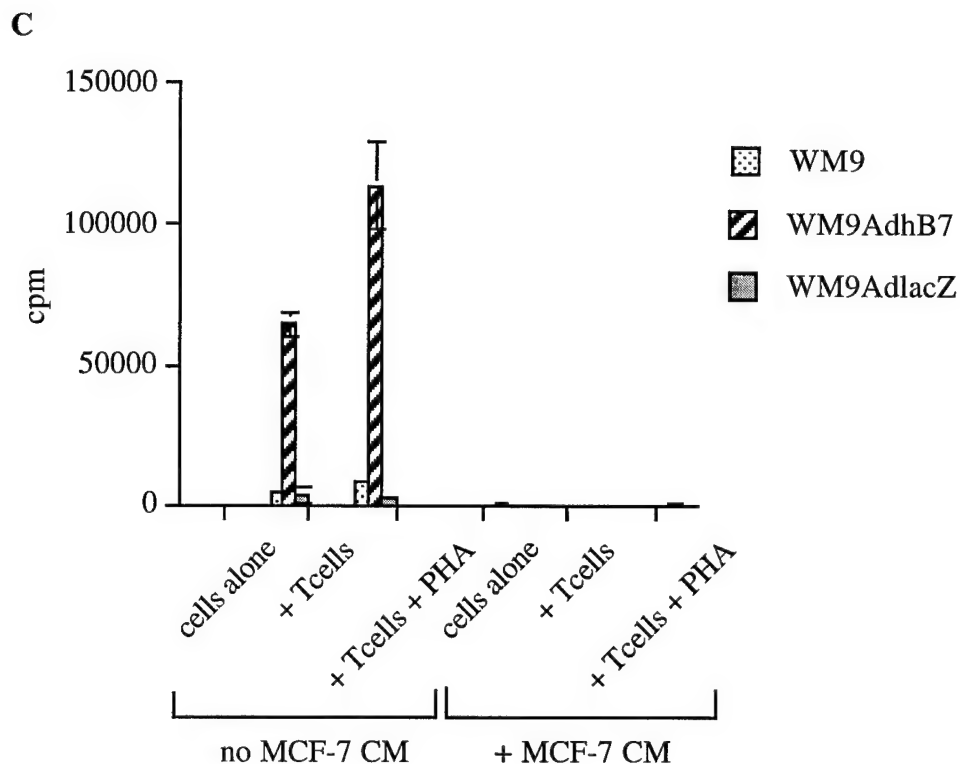 C
150000
100000
50000
0
cpm
WM9
WM9AdhB7
WM9AdlacZ
cells alone
+ Tcells
+ Tcells + PHA
cells alone
+ Tcells
+ Tcells + PHA
no MCF-7 CM
+ MCF-7 CM